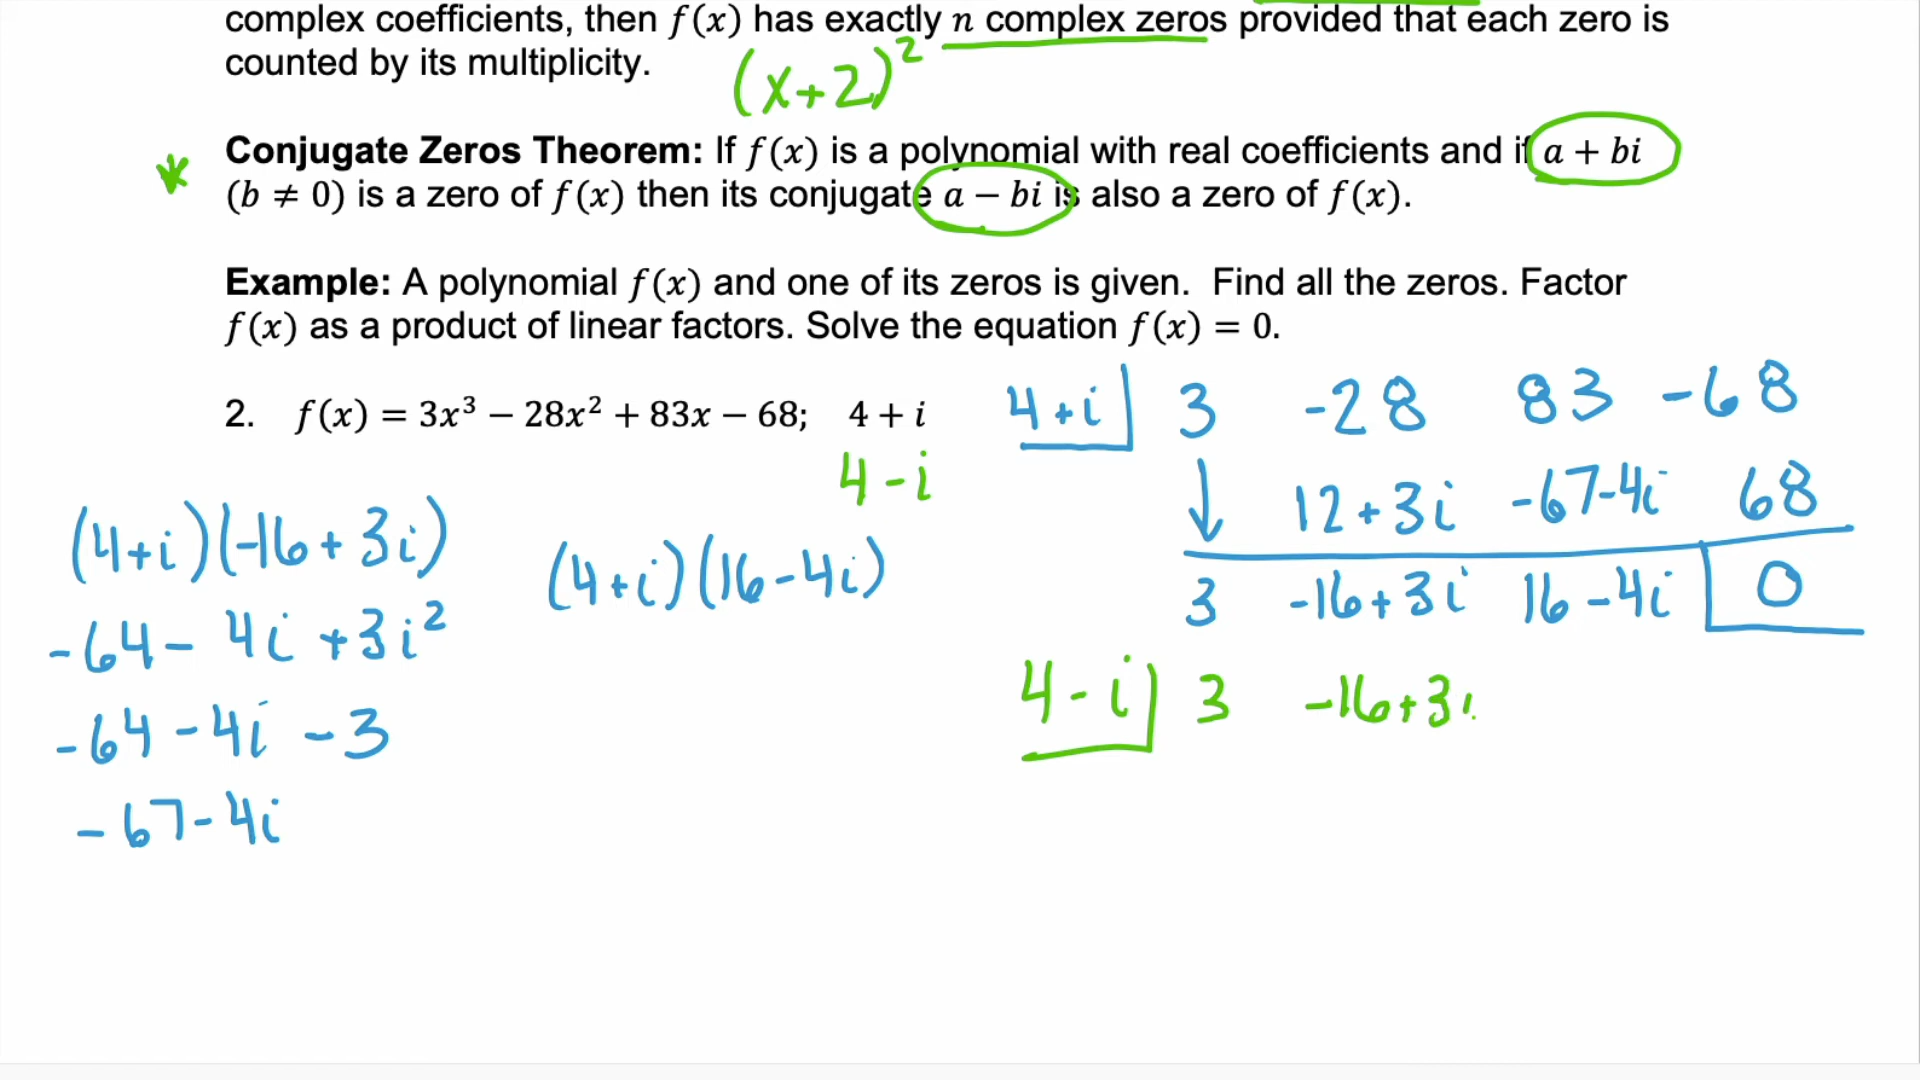 complex coefficients, then f(x) has exactly n complex zeros provided that each zero is
counted by its multiplicity.
(x+2)²
* Conjugate Zeros Theorem: If f(x) is a polynomial with real coefficients and if a + bi
(b ≠ 0) is a zero of f(x) then its conjugate a − bi is also a zero of f(x).
Example: A polynomial f(x) and one of its zeros is given. Find all the zeros. Factor
f(x) as a product of linear factors. Solve the equation f(x) = 0.
2. f(x) = 3x³ − 28x² + 83x − 68; 4 + i
4-i
4+i 3 -28 83 -68
↓ 12+3i -67-4i 68
3 -16+3i 16-4i 0
4-i 3 -16+3i
(4+i)(-16+3i)
-64- 4i +3i²
-64-4i -3
-67-4i
(4+i)(16-4i)